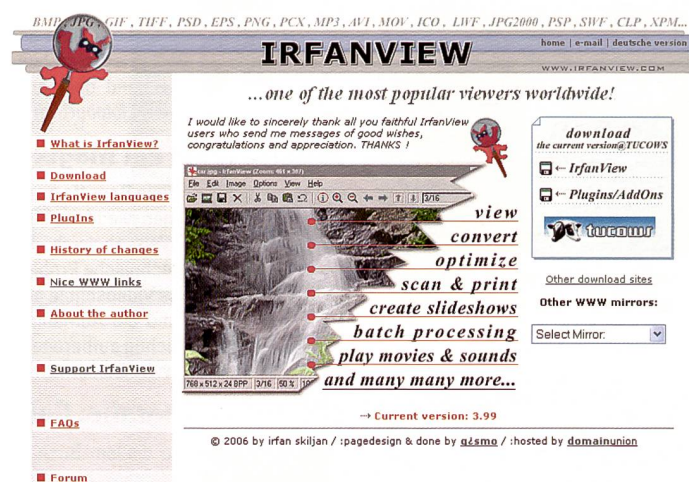 BMP, JPG, GIF, TIFF, PSD, EPS, PNG, PCX, MP3, AVI, MOV, ICO, LWF, JPG2000, PSP, SWF, CLP, XPM...
IRFANVIEW
home | e-mail | deutsche version
WWW.IRFANVIEW.COM
...one of the most popular viewers worldwide!
I would like to sincerely thank all you faithful IrfanView
users who send me messages of good wishes,
congratulations and appreciation. THANKS !
What is IrfanView?
Download
IrfanView languages
PlugIns
History of changes
Nice WWW links
About the author
Support IrfanView
FAQs
Forum
File Edit Image Options View Help
3/16
view
convert
optimize
scan & print
create slideshows
batch processing
play movies & sounds
and many many more...
768 x 512 x 24 BPP 3/16 50 %
→ Current version: 3.99
download
the current version@TUCOWS
← IrfanView
← Plugins/AddOns
tucows
Other download sites
Other WWW mirrors:
Select Mirror:
© 2006 by irfan skiljan / :pagedesign & done by q¿smo / :hosted by domainunion